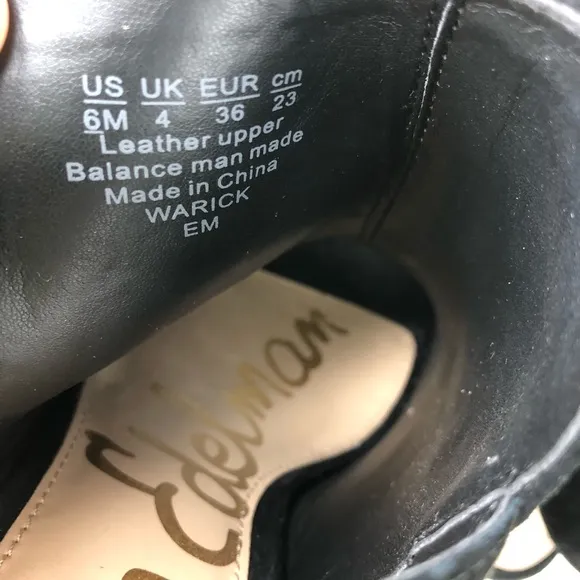 US UK EUR cm
6M 4 36 23
Leather upper
Balance man made
Made in China
WARICK
EM
Edelman